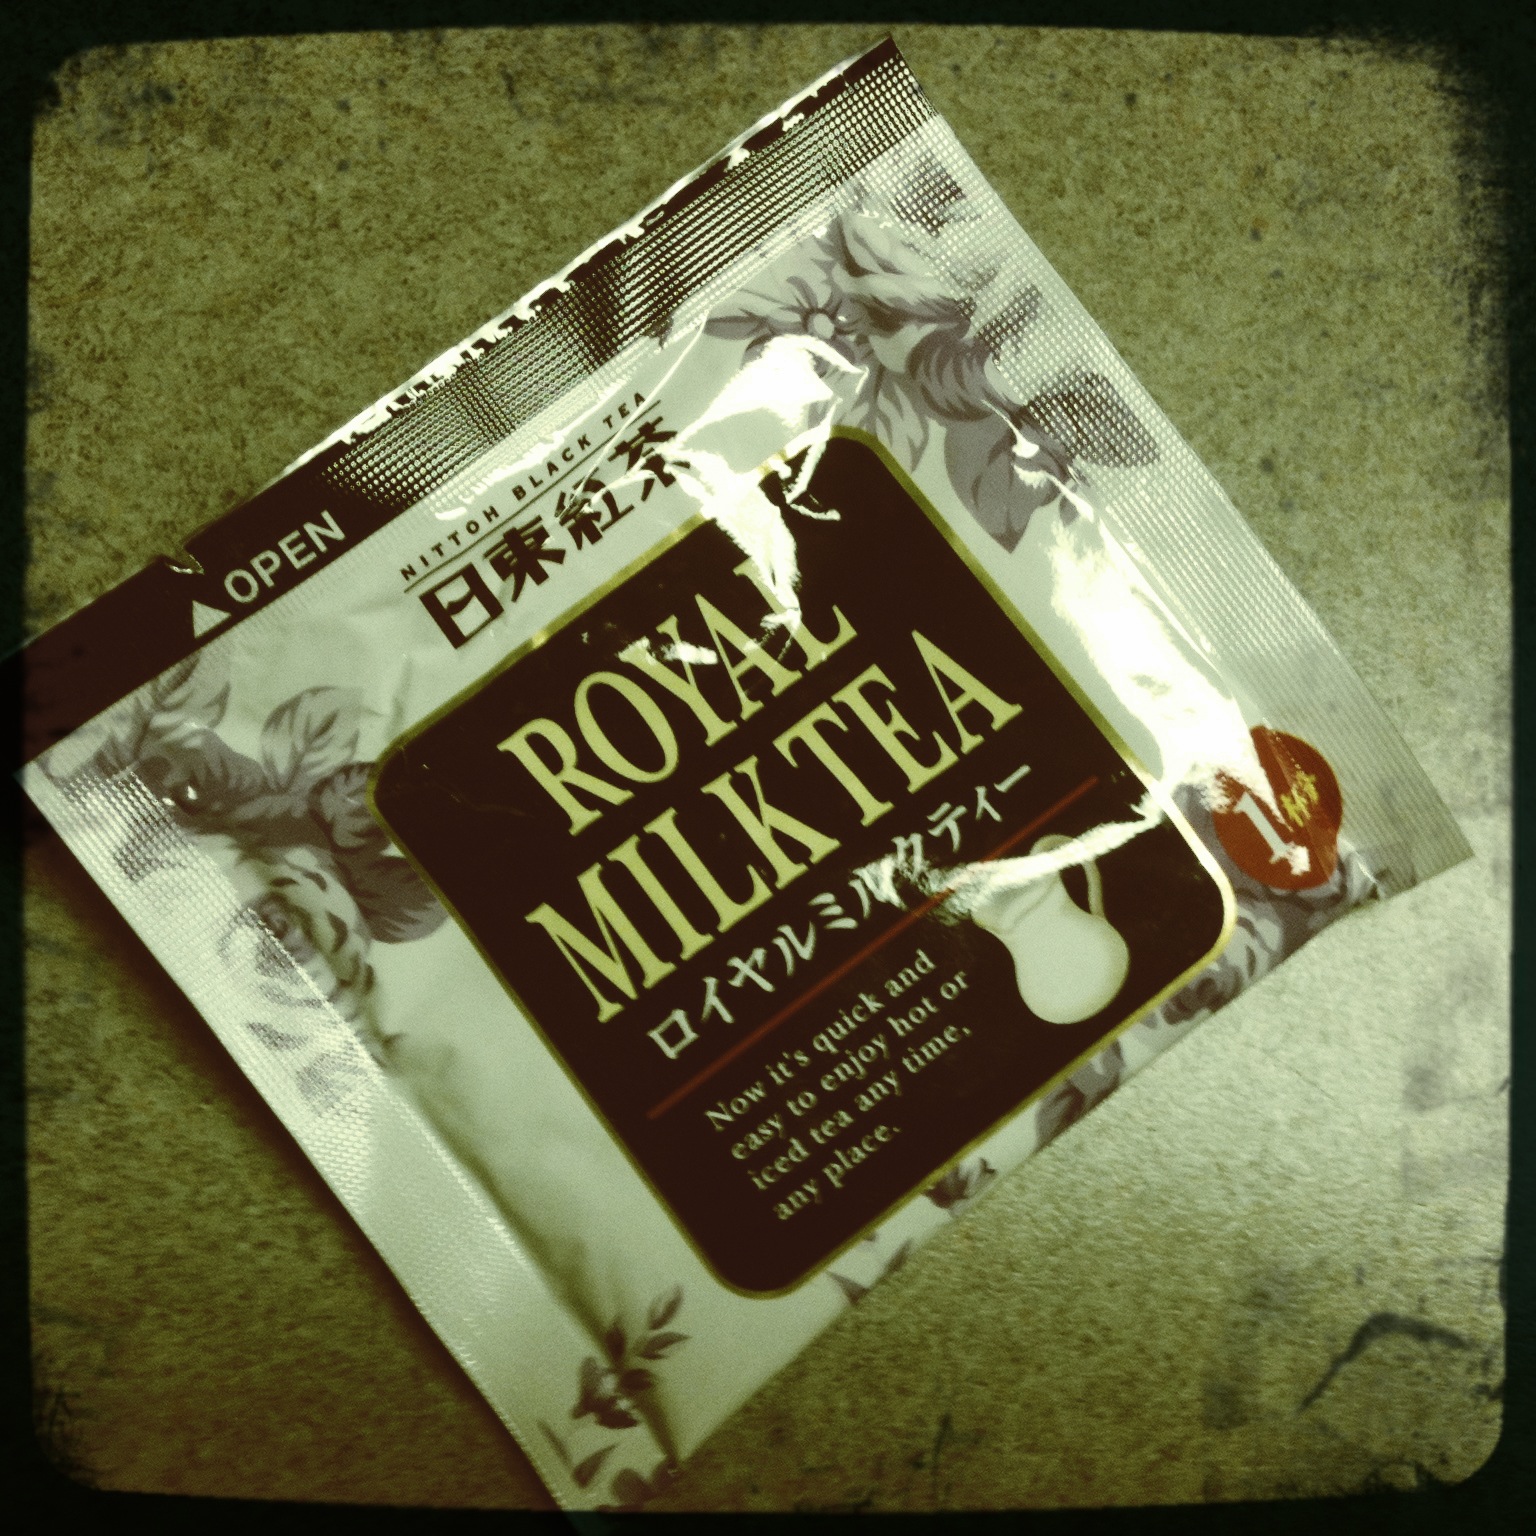 OPEN
NITTOH BLACK TEA
日東紅茶
ROYAL
MILK TEA
ロイヤルミルクティー
Now it's quick and
easy to enjoy hot or
iced tea any time,
any place.
1